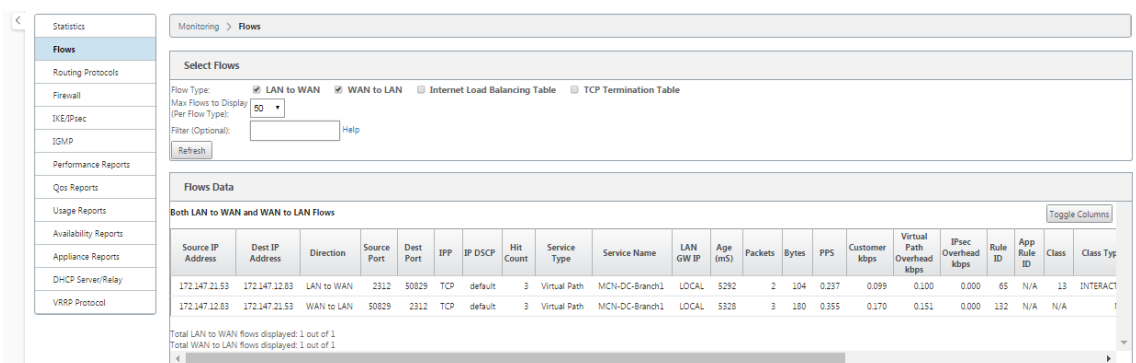 <
Statistics
Flows
Routing Protocols
Firewall
IKE/IPsec
IGMP
Performance Reports
Qos Reports
Usage Reports
Availability Reports
Appliance Reports
DHCP Server/Relay
VRRP Protocol
Monitoring > Flows
Select Flows
Flow Type: LAN to WAN WAN to LAN Internet Load Balancing Table TCP Termination Table
Max Flows to Display
(Per Flow Type): 50
Filter (Optional): Help
Refresh
Flows Data
Both LAN to WAN and WAN to LAN Flows Toggle Columns
Source IP Address Dest IP Address Direction Source Port Dest Port IPP IP DSCP Hit Count Service Type Service Name LAN GW IP Age (mS) Packets Bytes PPS Customer kbps Virtual Path Overhead kbps IPsec Overhead kbps Rule ID App Rule ID Class Class Typ
172.147.21.53 172.147.12.83 LAN to WAN 2312 50829 TCP default 3 Virtual Path MCN-DC-Branch1 LOCAL 5292 2 104 0.237 0.099 0.100 0.000 65 N/A 13 INTERACT
172.147.12.83 172.147.21.53 WAN to LAN 50829 2312 TCP default 3 Virtual Path MCN-DC-Branch1 LOCAL 5328 3 180 0.355 0.170 0.151 0.000 132 N/A N/A
Total LAN to WAN flows displayed: 1 out of 1
Total WAN to LAN flows displayed: 1 out of 1